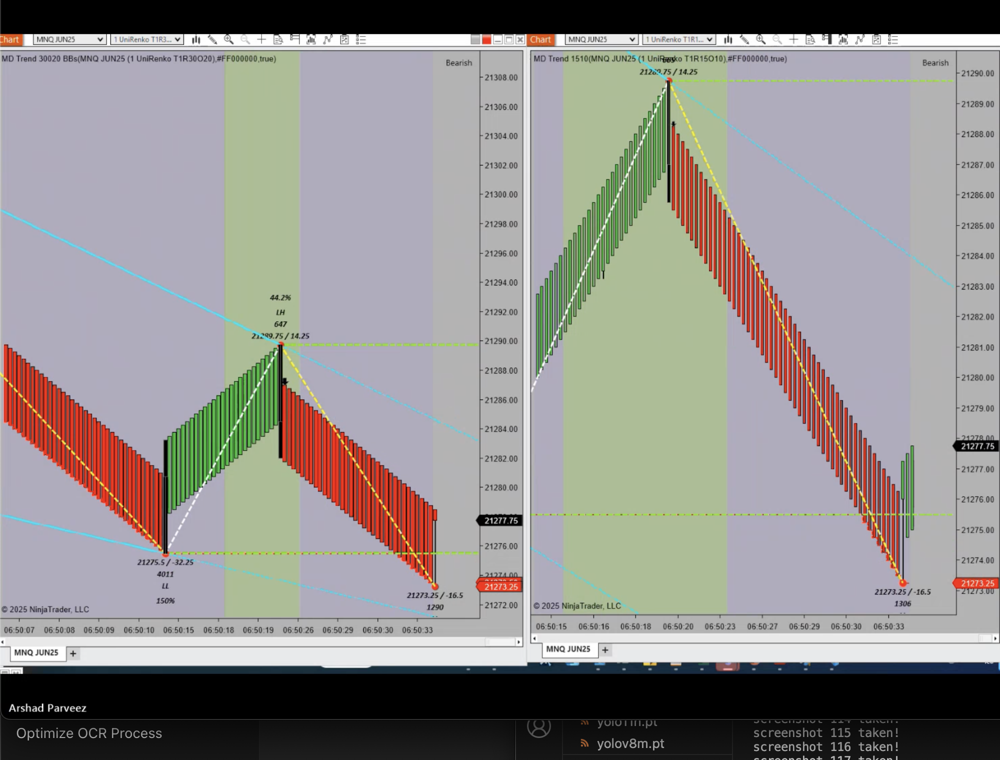 Chart
MNQ JUN25
1 UniRenko T1R3...
MD Trend 30020 BBs(MNQ JUN25 (1 UniRenko T1R30O20),#FF000000,true)
Bearish
21308.00
21306.00
21304.00
21302.00
21300.00
21298.00
21296.00
21294.00
21292.00
21290.00
21288.00
21286.00
21284.00
21282.00
21280.00
21277.75
21276.00
21274.00
21273.25
21272.00
44.2%
LH
647
21289.75 / 14.25
21275.5 / -32.25
4011
LL
150%
21273.25 / -16.5
1290
© 2025 NinjaTrader, LLC
06:50:07
06:50:08
06:50:10
06:50:15
06:50:19
06:50:26
06:50:29
06:50:30
06:50:33
MNQ JUN25
Chart
MNQ JUN25
1 UniRenko T1R1...
MD Trend 1510(MNQ JUN25 (1 UniRenko T1R15O10),#FF000000,true)
Bearish
21289.75 / 14.25
21290.00
21289.00
21288.00
21287.00
21286.00
21285.00
21284.00
21283.00
21282.00
21281.00
21280.00
21279.00
21278.00
21277.75
21277.00
21276.00
21275.00
21274.00
21273.25
21273.00
21273.25 / -16.5
1306
© 2025 NinjaTrader, LLC
06:50:15
06:50:16
06:50:18
06:50:20
06:50:27
06:50:29
06:50:30
06:50:33
MNQ JUN25
Arshad Parveez
Optimize OCR Process
yolo11n.pt
yolov8m.pt
screenshot 114 taken!
screenshot 115 taken!
screenshot 116 taken!
screenshot 117 taken!